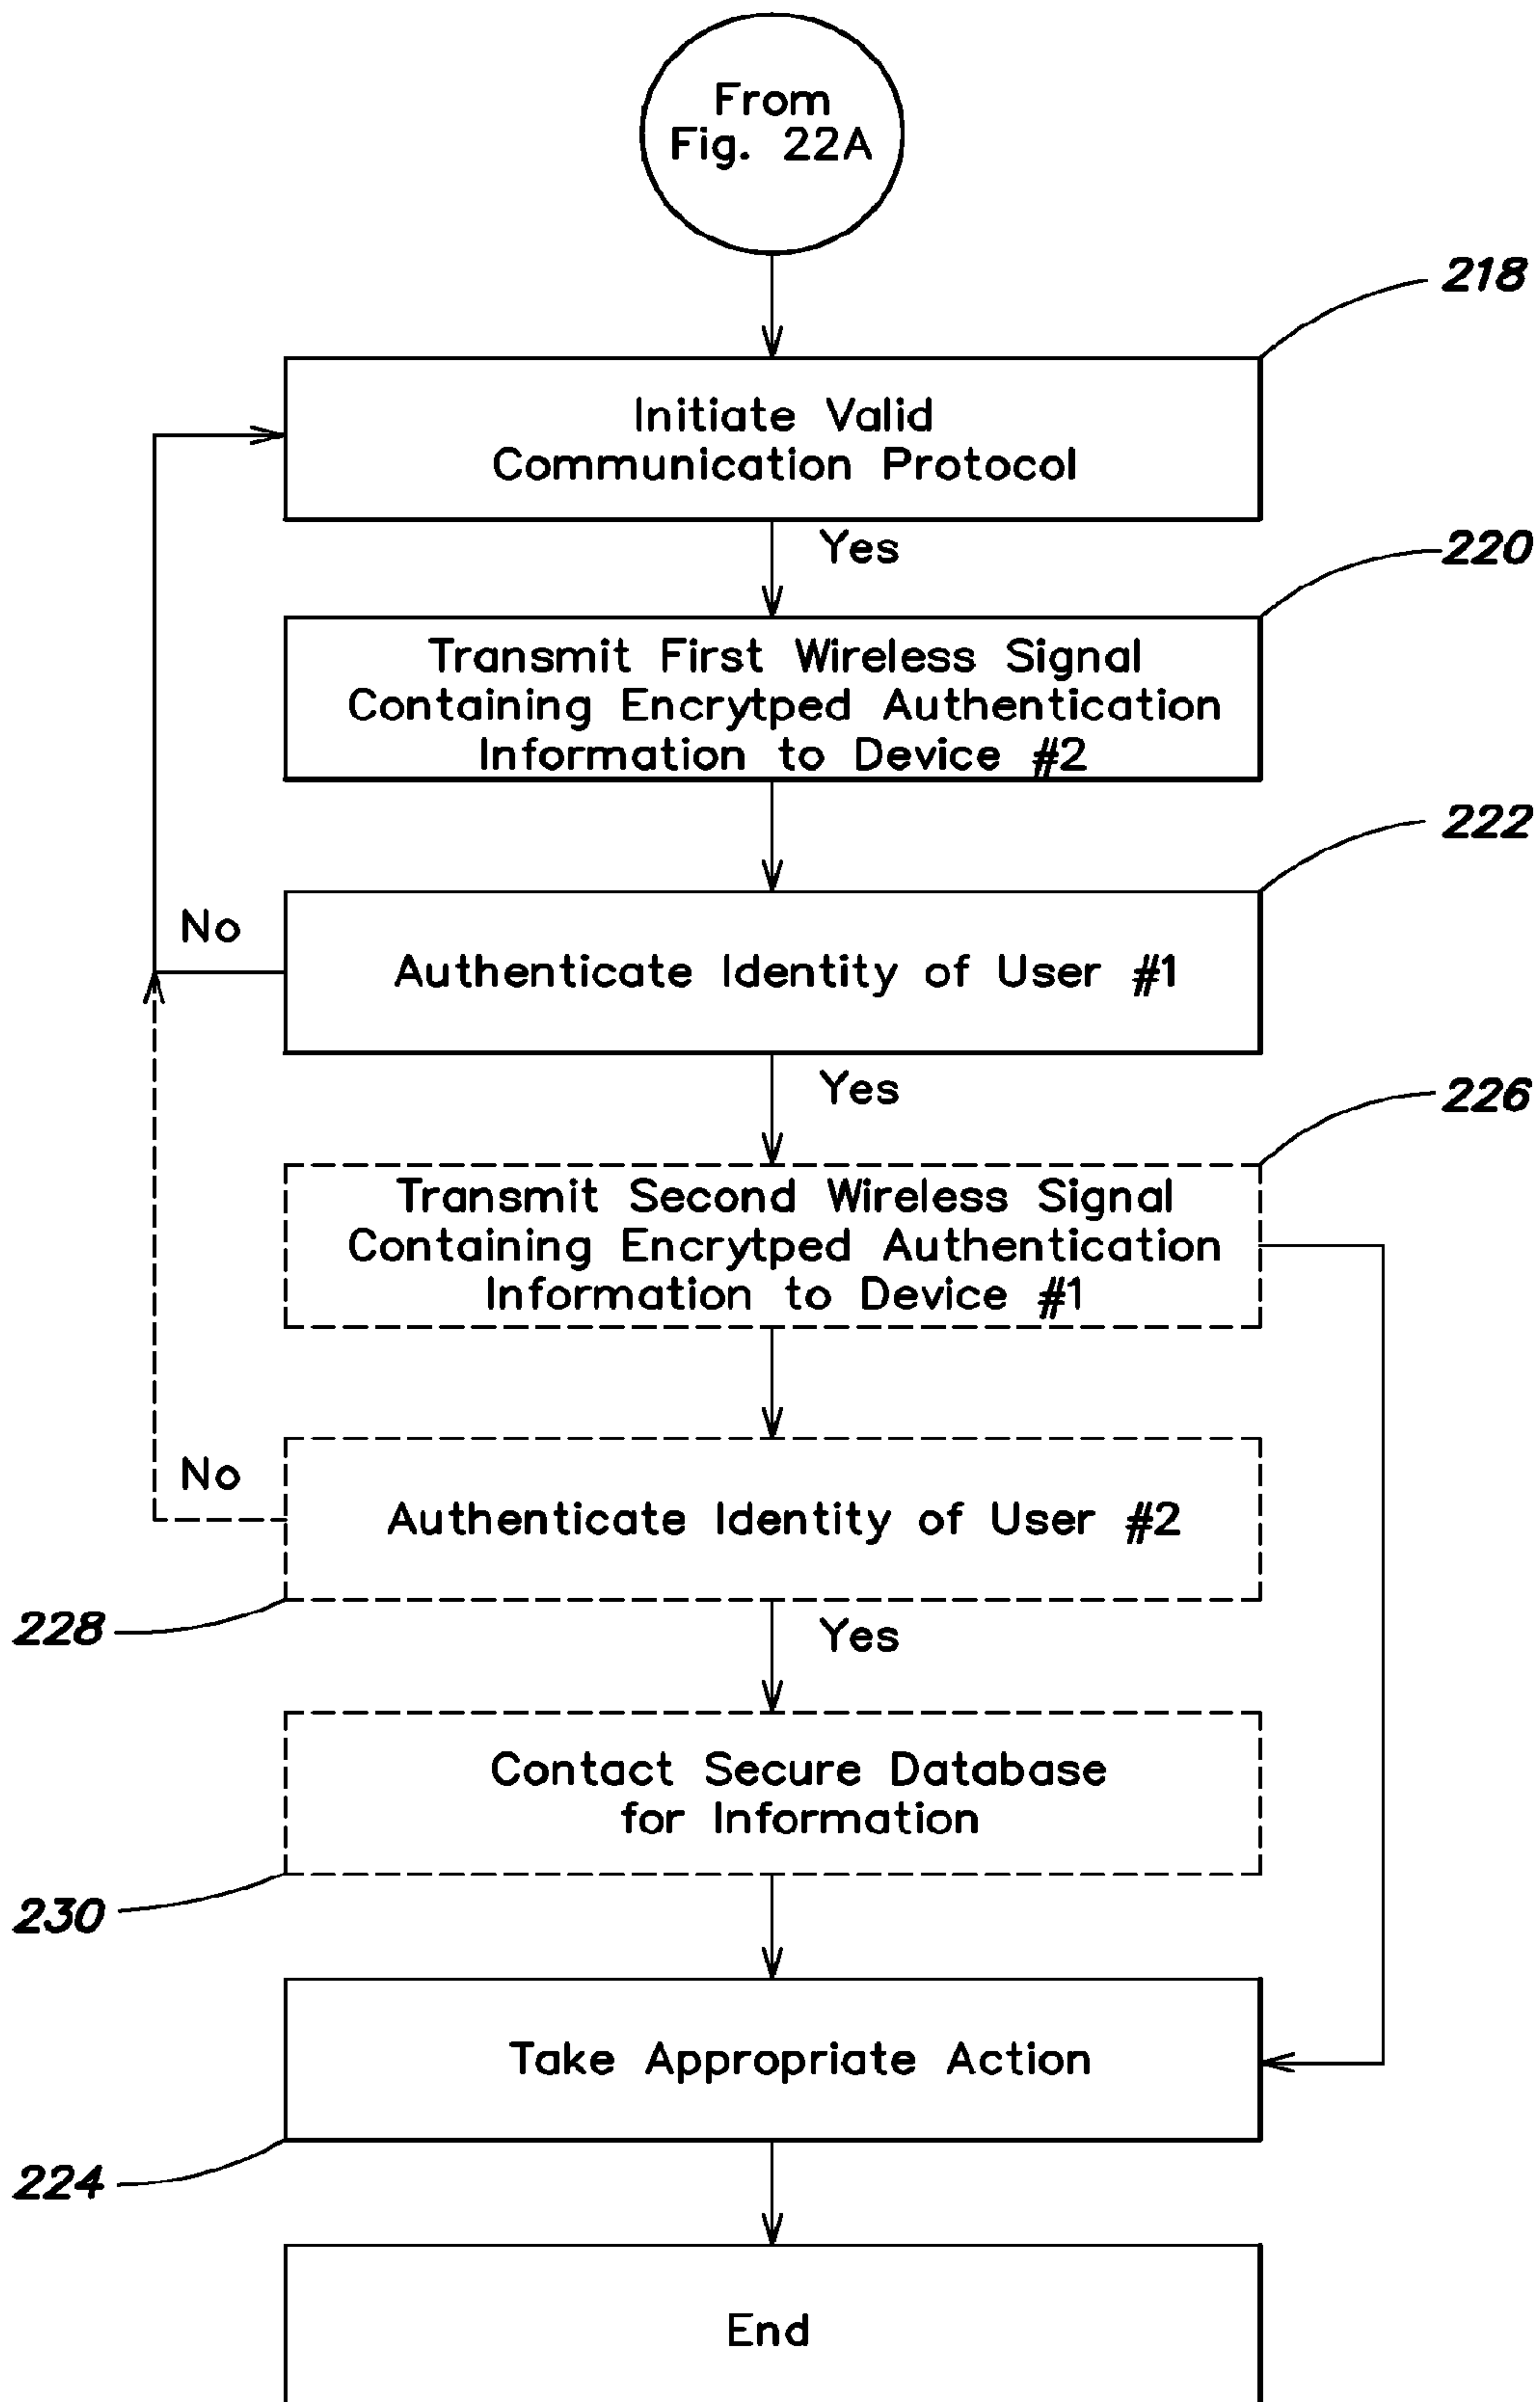 From
Fig. 22A
218
Initiate Valid
Communication Protocol
Yes
220
Transmit First Wireless Signal
Containing Encrytped Authentication
Information to Device #2
222
No
Authenticate Identity of User #1
Yes
226
Transmit Second Wireless Signal
Containing Encrytped Authentication
Information to Device #1
No
Authenticate Identity of User #2
228
Yes
Contact Secure Database
for Information
230
Take Appropriate Action
224
End